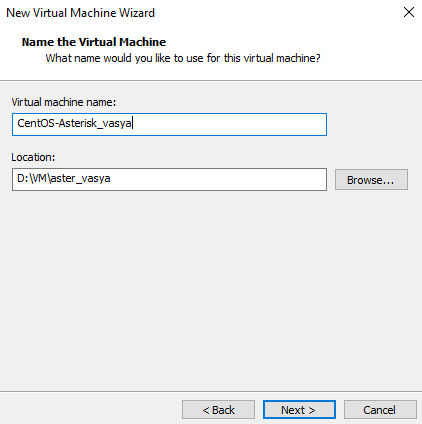 New Virtual Machine Wizard
Name the Virtual Machine
What name would you like to use for this virtual machine?
Virtual machine name:
CentOS-Asterisk_vasya
Location:
D:\VM\aster_vasya
Browse...
< Back
Next >
Cancel